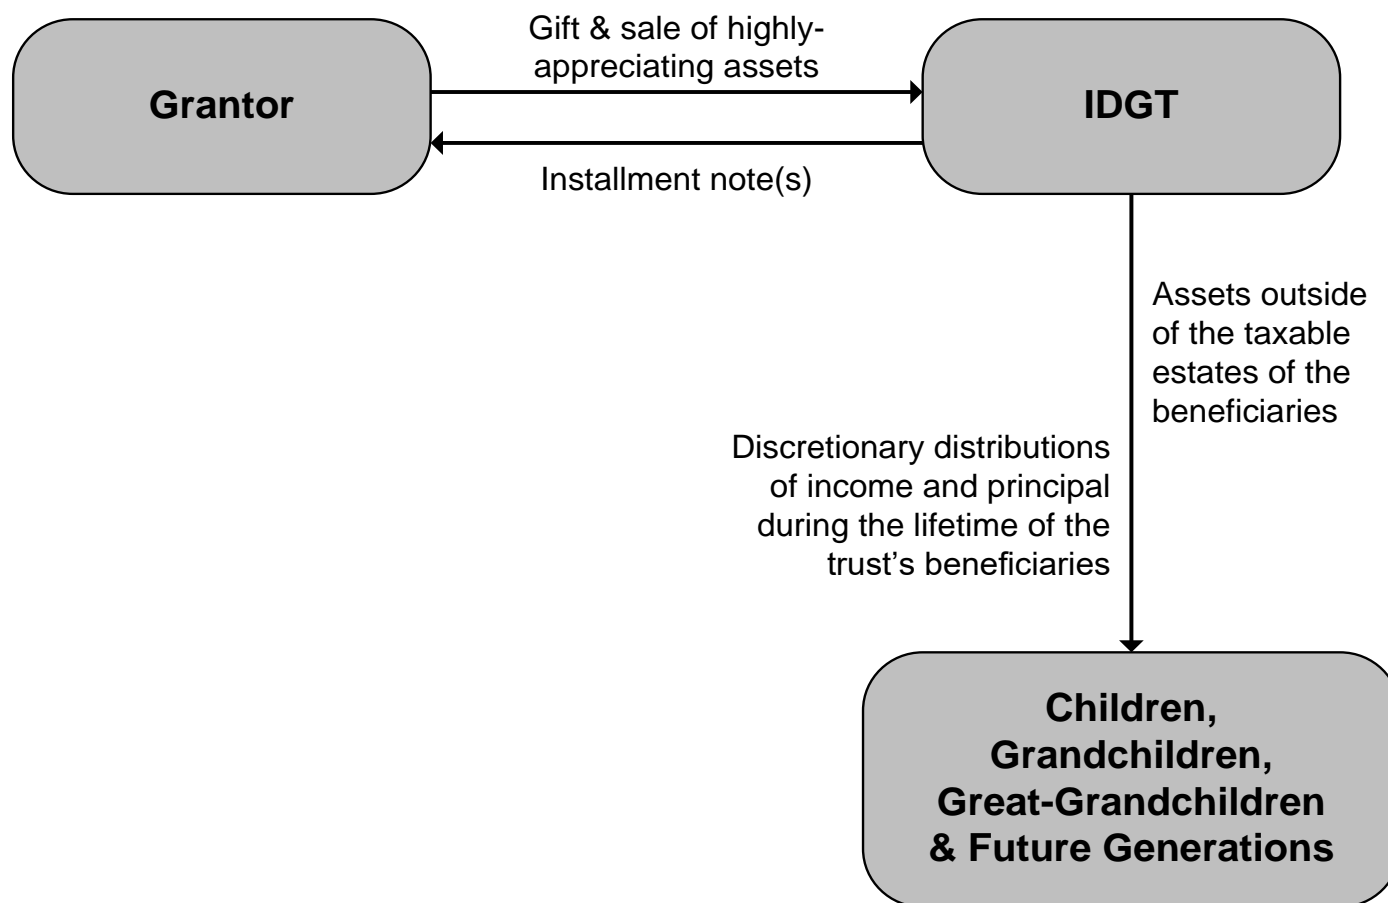 Gift & sale of highly-
appreciating assets
Grantor
IDGT
Installment note(s)
Assets outside
of the taxable
estates of the
beneficiaries
Discretionary distributions
of income and principal
during the lifetime of the
trust’s beneficiaries
Children,
Grandchildren,
Great-Grandchildren
& Future Generations